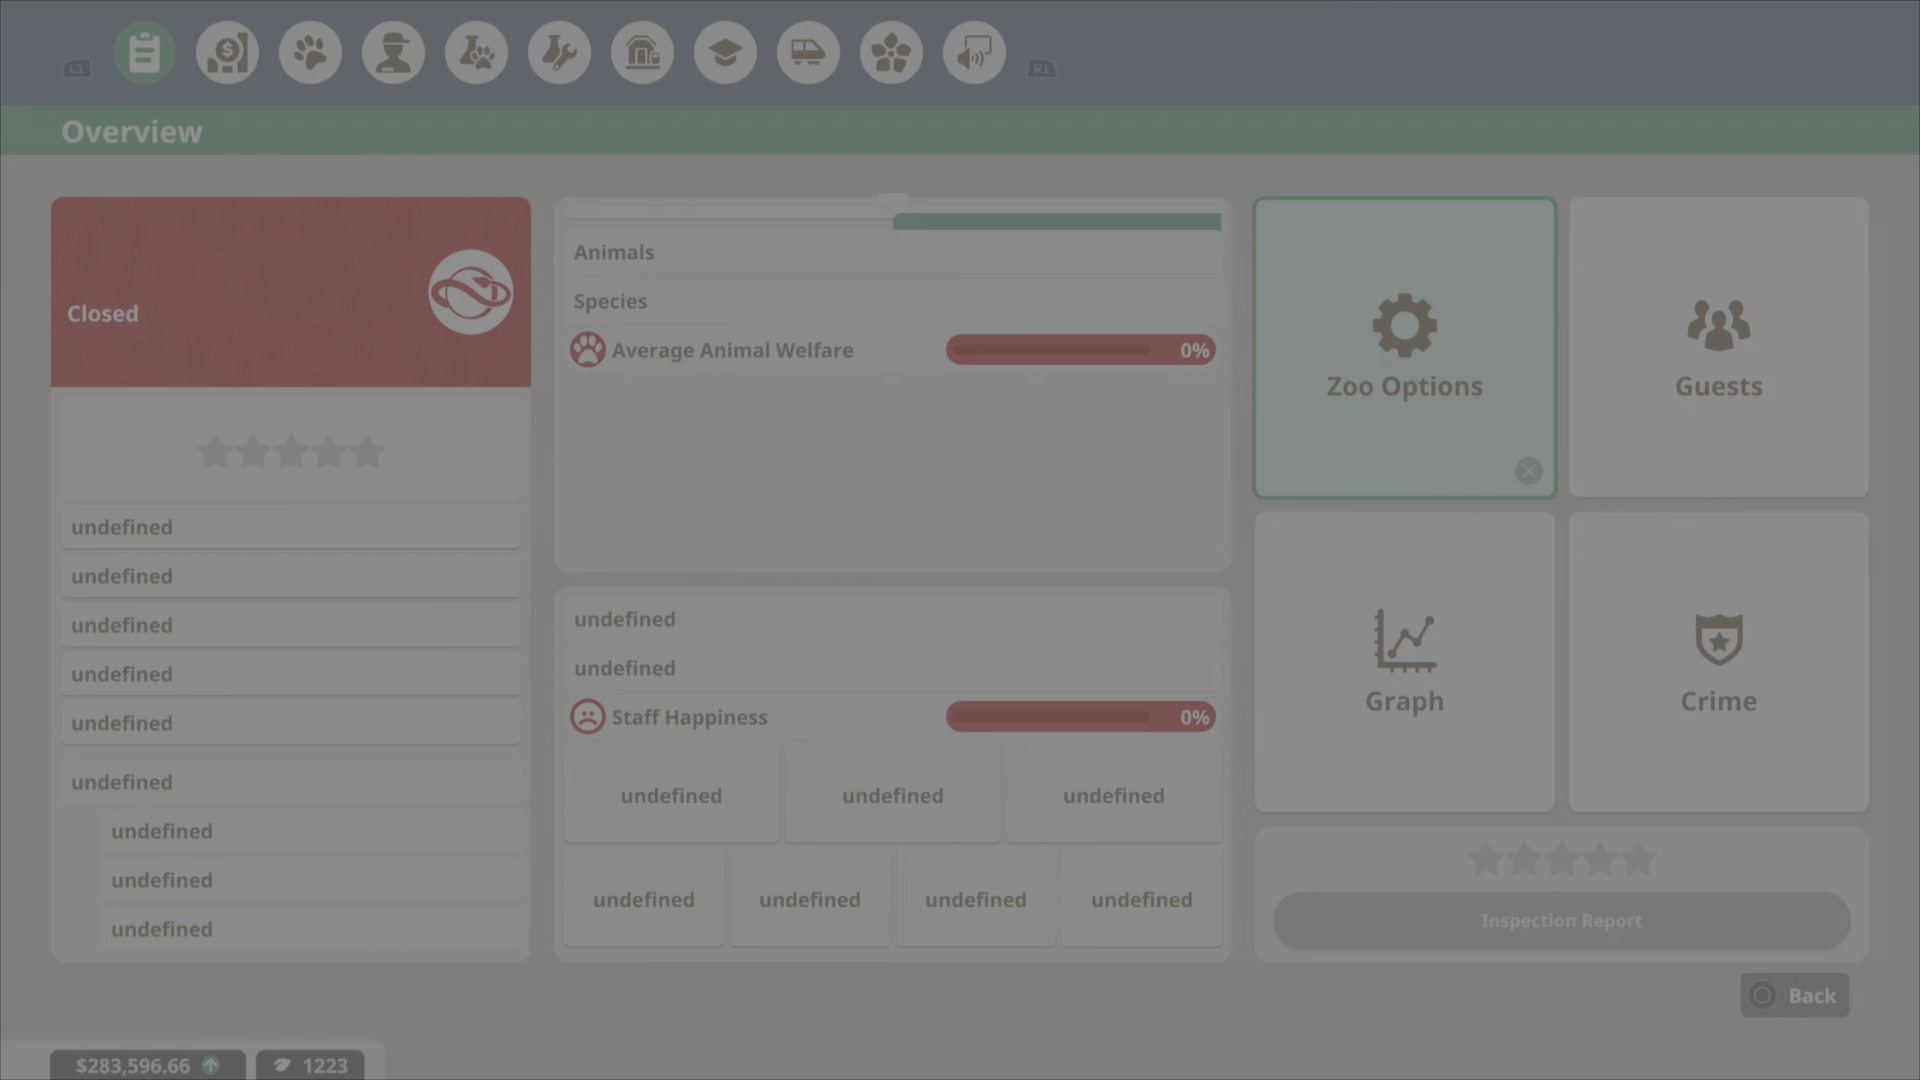 L1
R1
Overview
Closed
undefined
undefined
undefined
undefined
undefined
undefined
undefined
undefined
undefined
Animals
Species
Average Animal Welfare 0%
undefined
undefined
Staff Happiness 0%
undefined undefined undefined
undefined undefined undefined undefined
Zoo Options
Guests
Graph
Crime
Inspection Report
Back
$283,596.66
1223